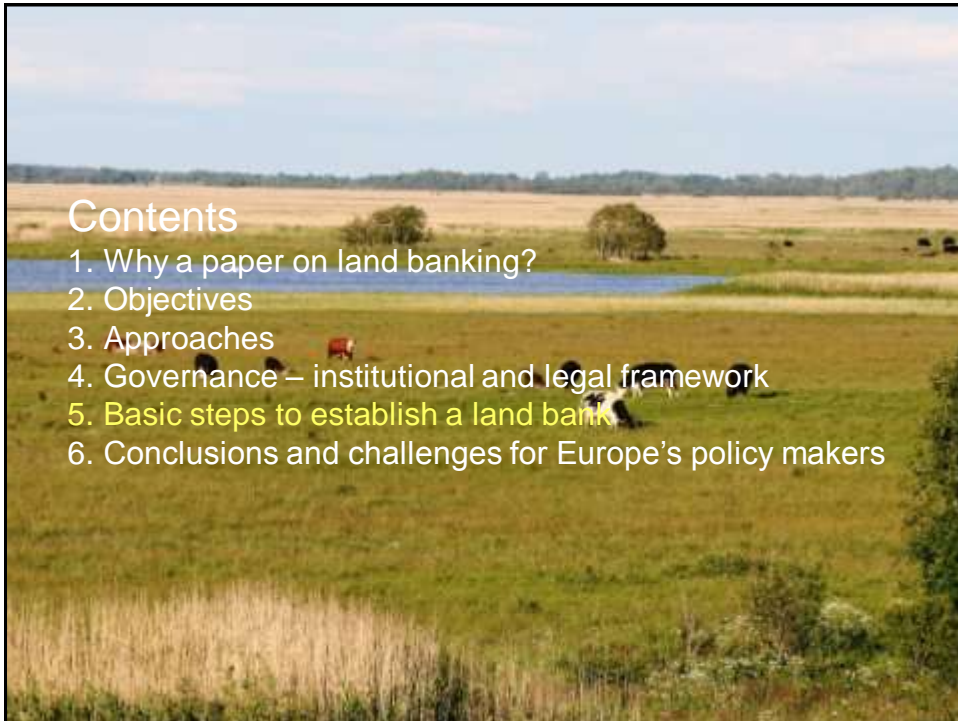 Contents
1. Why a paper on land banking?
2. Objectives
3. Approaches
4. Governance – institutional and legal framework
5. Basic steps to establish a land bank
6. Conclusions and challenges for Europe's policy makers